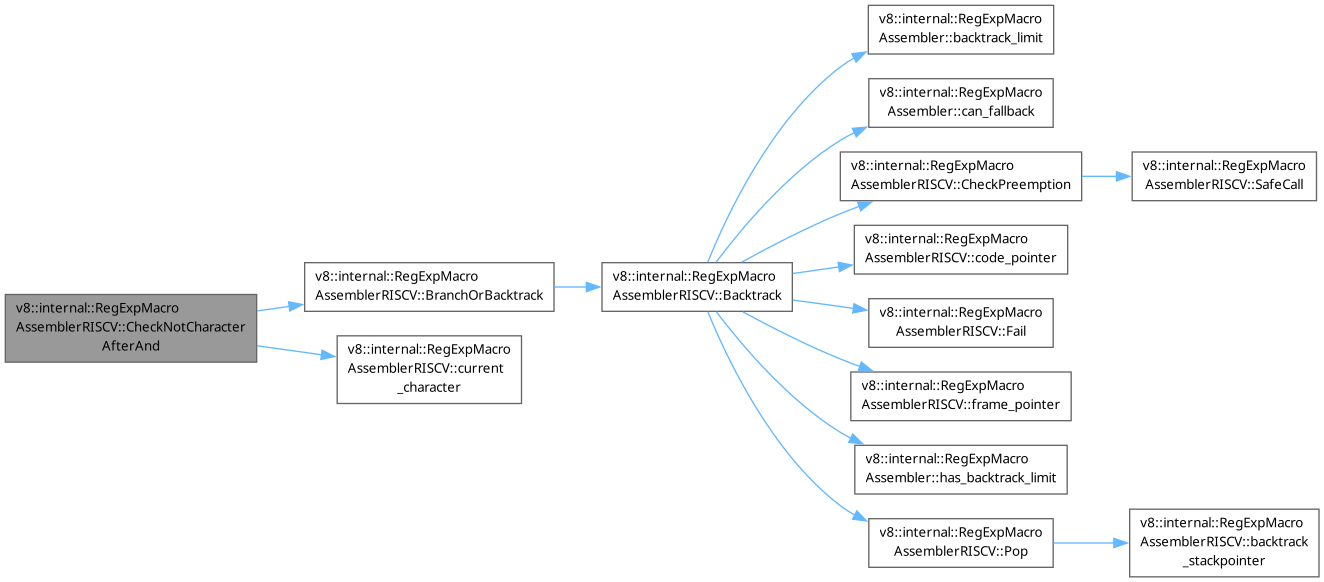 v8::internal::RegExpMacro
AssemblerRISCV::CheckNotCharacter
AfterAnd
v8::internal::RegExpMacro
AssemblerRISCV::BranchOrBacktrack
v8::internal::RegExpMacro
AssemblerRISCV::current
_character
v8::internal::RegExpMacro
AssemblerRISCV::Backtrack
v8::internal::RegExpMacro
Assembler::backtrack_limit
v8::internal::RegExpMacro
Assembler::can_fallback
v8::internal::RegExpMacro
AssemblerRISCV::CheckPreemption
v8::internal::RegExpMacro
AssemblerRISCV::SafeCall
v8::internal::RegExpMacro
AssemblerRISCV::code_pointer
v8::internal::RegExpMacro
AssemblerRISCV::Fail
v8::internal::RegExpMacro
AssemblerRISCV::frame_pointer
v8::internal::RegExpMacro
Assembler::has_backtrack_limit
v8::internal::RegExpMacro
AssemblerRISCV::Pop
v8::internal::RegExpMacro
AssemblerRISCV::backtrack
_stackpointer